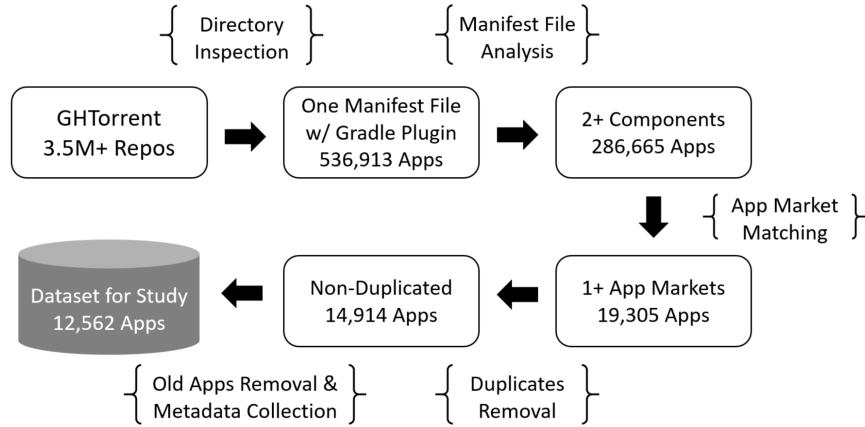 Directory
Inspection
Manifest File
Analysis
GHTorrent
3.5M+ Repos
One Manifest File
w/ Gradle Plugin
536,913 Apps
2+ Components
286,665 Apps
App Market
Matching
Dataset for Study
12,562 Apps
Non-Duplicated
14,914 Apps
1+ App Markets
19,305 Apps
Old Apps Removal &
Metadata Collection
Duplicates
Removal